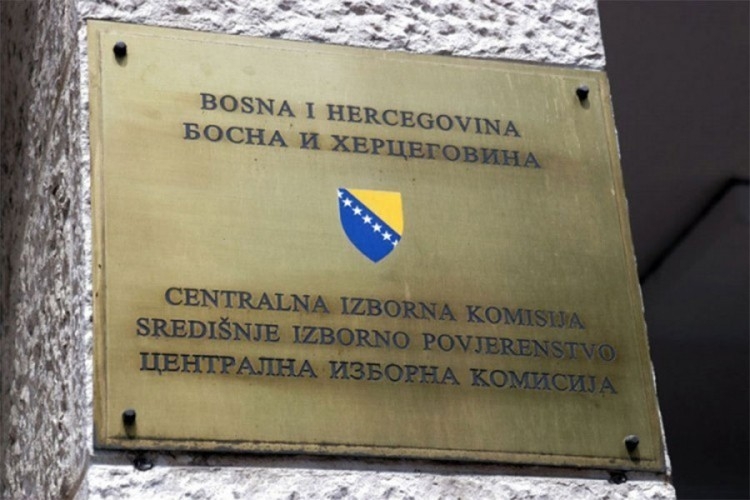 BOSNA I HERCEGOVINA
БОСНА И ХЕРЦЕГОВИНА
CENTRALNA IZBORNA KOMISIJA
SREDIŠNJE IZBORNO POVJERENSTVO
ЦЕНТРАЛНА ИЗБОРНА КОМИСИЈА